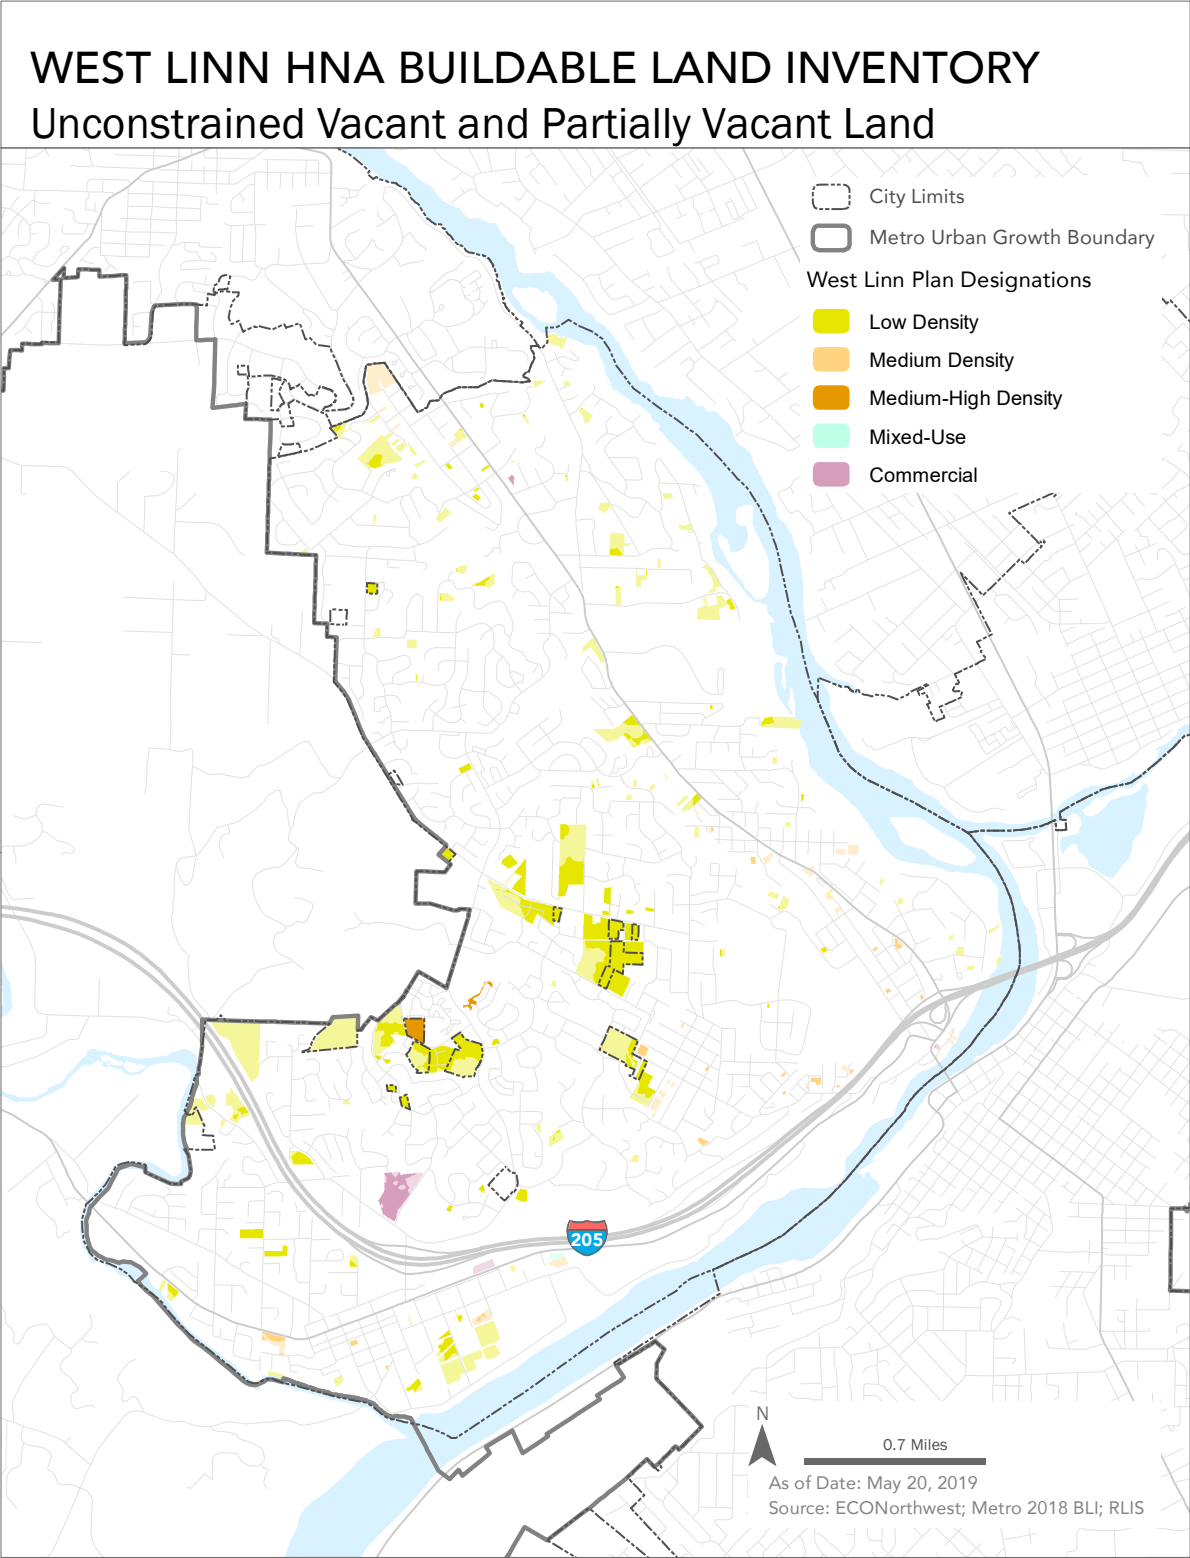 WEST LINN HNA BUILDABLE LAND INVENTORY
Unconstrained Vacant and Partially Vacant Land
City Limits
Metro Urban Growth Boundary
West Linn Plan Designations
Low Density
Medium Density
Medium-High Density
Mixed-Use
Commercial
205
N
0.7 Miles
As of Date: May 20, 2019
Source: ECONorthwest; Metro 2018 BLI; RLIS